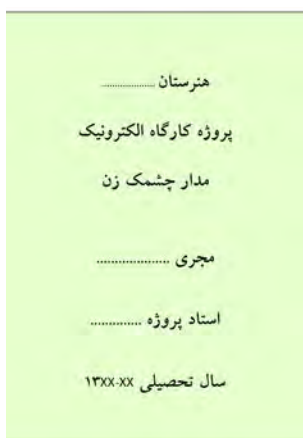 هنرستان ..................
پروژه کارگاه الکترونیک
مدار چشمک زن
مجری ....................
استاد پروژه ..............
سال تحصیلی ۱۳XX-XX